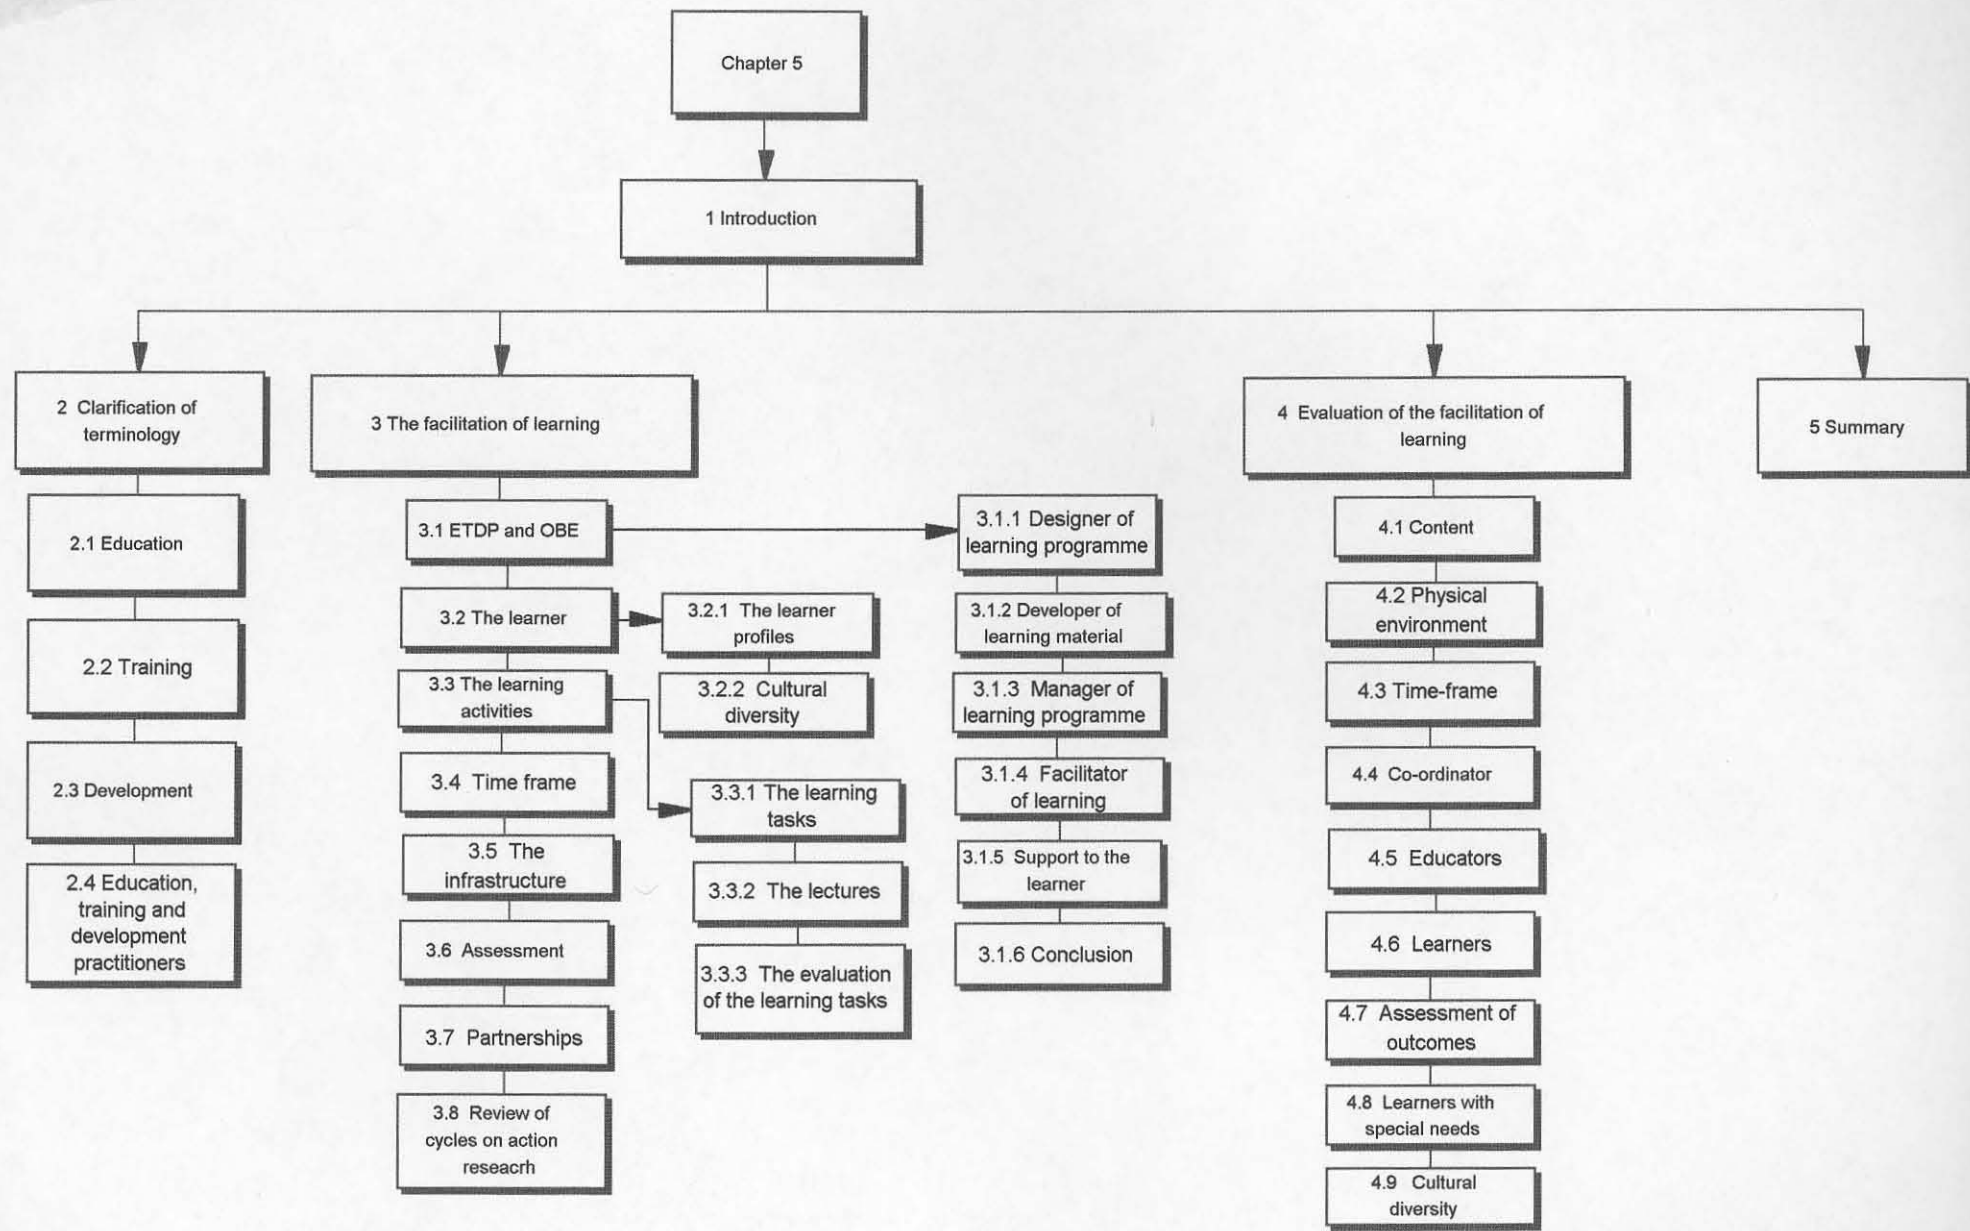 Chapter 5
1 Introduction
2 Clarification of
terminology
2.1 Education
2.2 Training
2.3 Development
2.4 Education,
training and
development
practitioners
3 The facilitation of learning
3.1 ETDP and OBE
3.2 The learner
3.3 The learning
activities
3.4 Time frame
3.5 The
infrastructure
3.6 Assessment
3.7 Partnerships
3.8 Review of
cycles on action
reseacrh
3.2.1 The learner
profiles
3.2.2 Cultural
diversity
3.3.1 The learning
tasks
3.3.2 The lectures
3.3.3 The evaluation
of the learning tasks
3.1.1 Designer of
learning programme
3.1.2 Developer of
learning material
3.1.3 Manager of
learning programme
3.1.4 Facilitator
of learning
3.1.5 Support to the
learner
3.1.6 Conclusion
4 Evaluation of the facilitation of
learning
4.1 Content
4.2 Physical
environment
4.3 Time-frame
4.4 Co-ordinator
4.5 Educators
4.6 Learners
4.7 Assessment of
outcomes
4.8 Learners with
special needs
4.9 Cultural
diversity
5 Summary